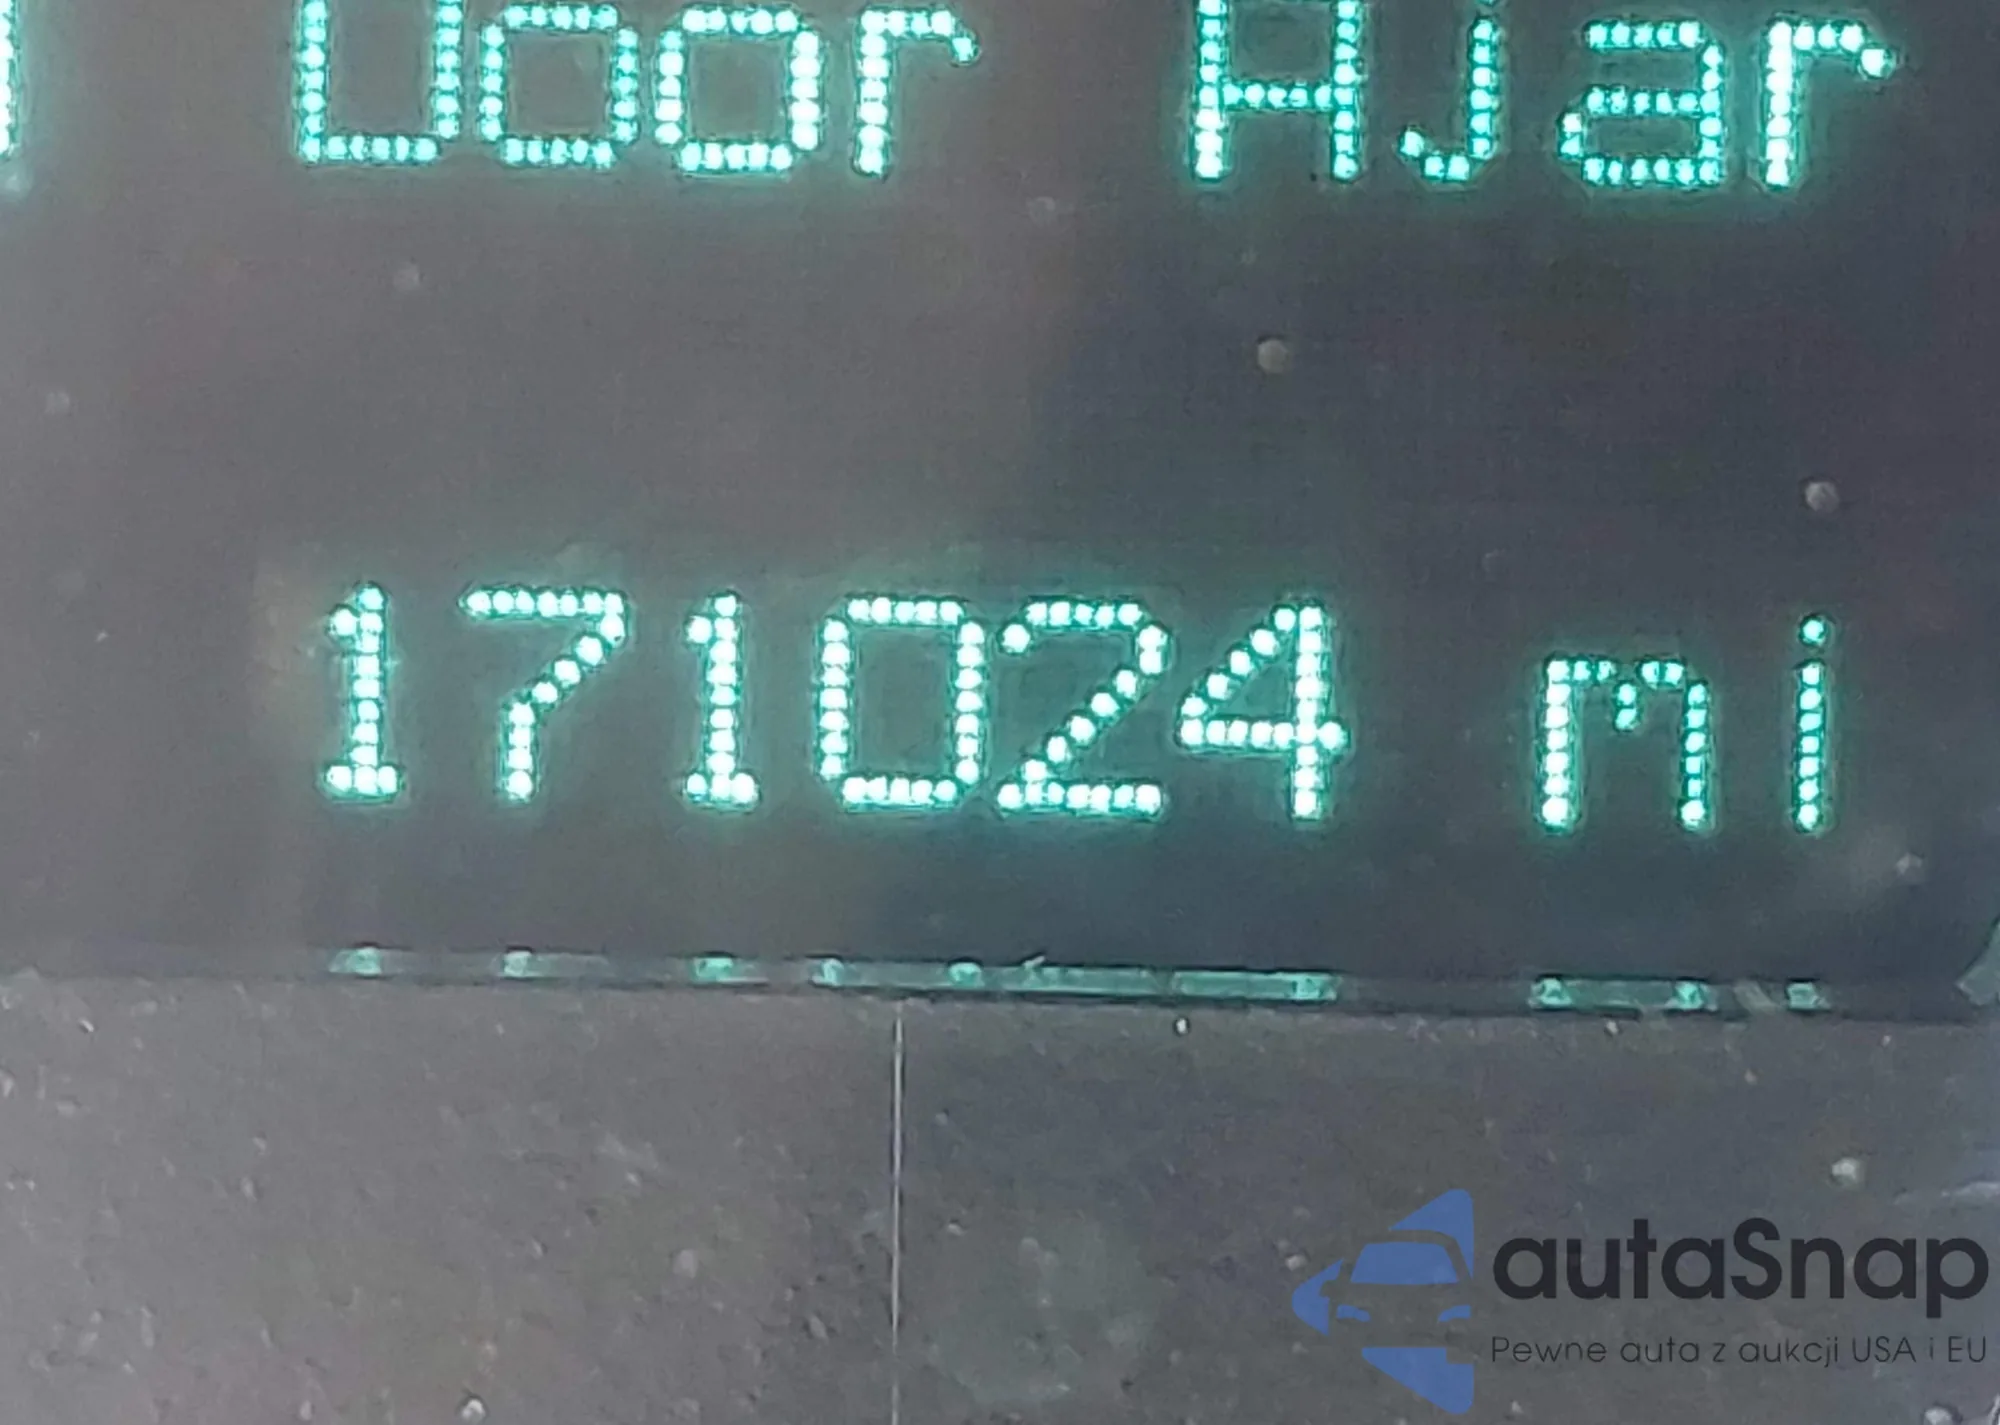 Door Ajar
171024 mi
autaSnap
Pewne auta z aukcji USA i EU